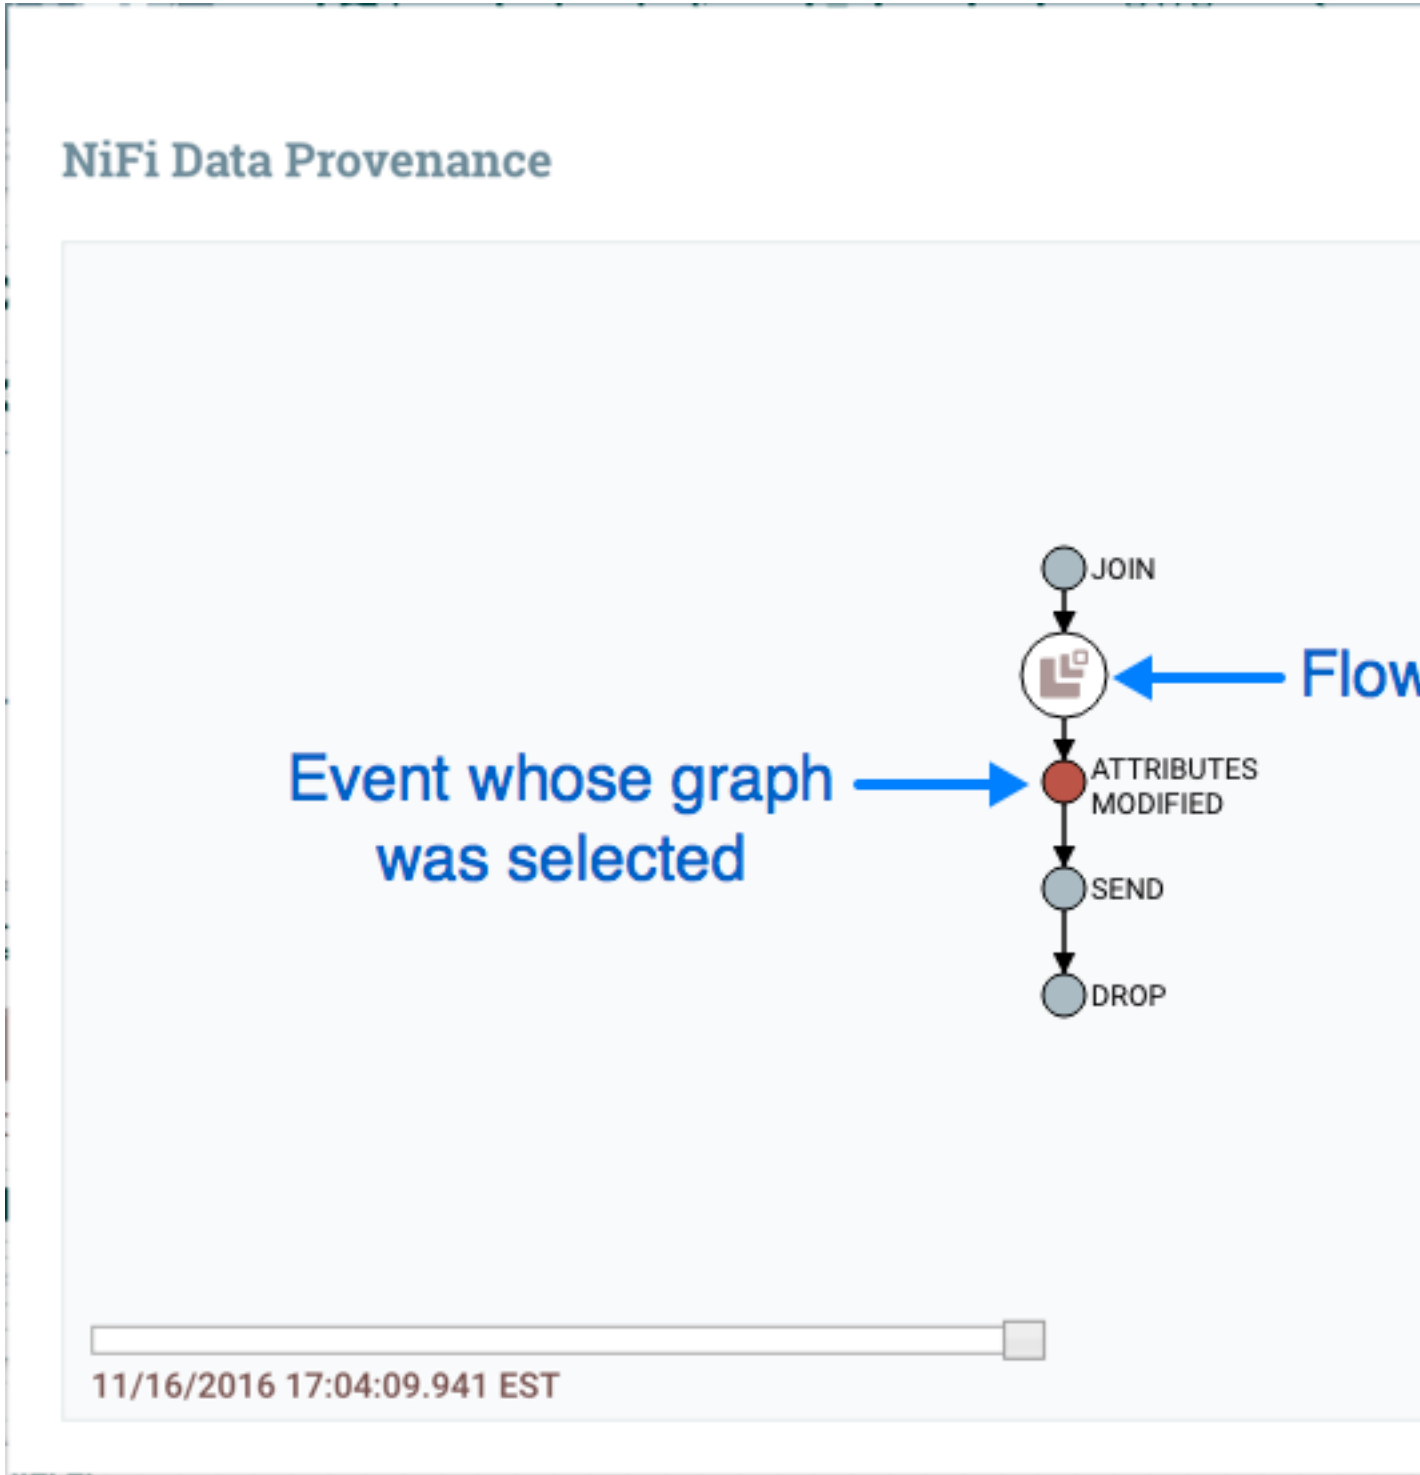 NiFi Data Provenance
JOIN
Flow
Event whose graph
was selected
ATTRIBUTES
MODIFIED
SEND
DROP
11/16/2016 17:04:09.941 EST